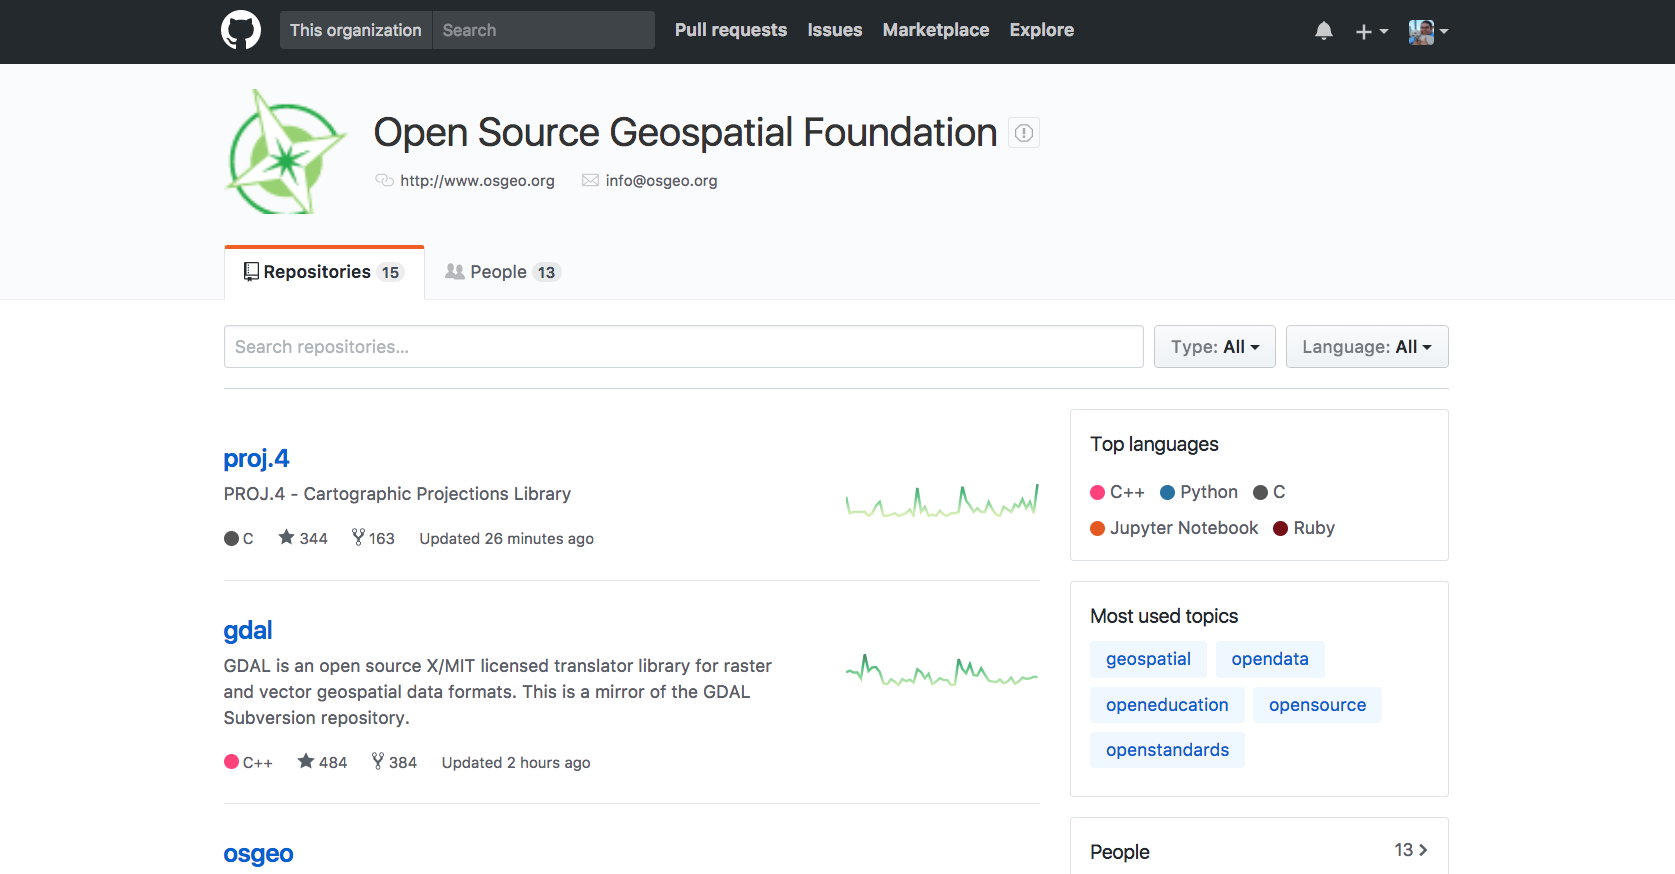 This organization Search Pull requests Issues Marketplace Explore
Open Source Geospatial Foundation
http://www.osgeo.org info@osgeo.org
Repositories 15 People 13
Search repositories... Type: All Language: All
proj.4
PROJ.4 - Cartographic Projections Library
C 344 163 Updated 26 minutes ago
gdal
GDAL is an open source X/MIT licensed translator library for raster
and vector geospatial data formats. This is a mirror of the GDAL
Subversion repository.
C++ 484 384 Updated 2 hours ago
osgeo
Top languages
C++ Python C
Jupyter Notebook Ruby
Most used topics
geospatial opendata
openeducation opensource
openstandards
People 13